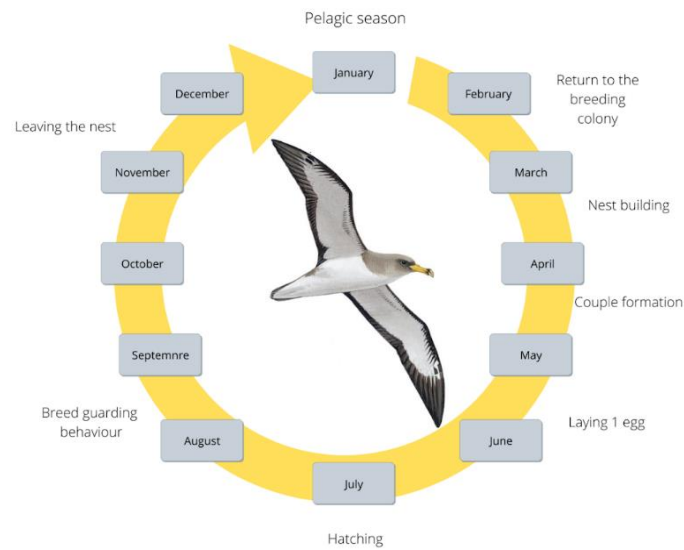 Pelagic season
January
February
Return to the
breeding
colony
March
Nest building
April
Couple formation
May
Laying 1 egg
June
July
Hatching
August
Breed guarding
behaviour
Septemnre
October
November
Leaving the nest
December